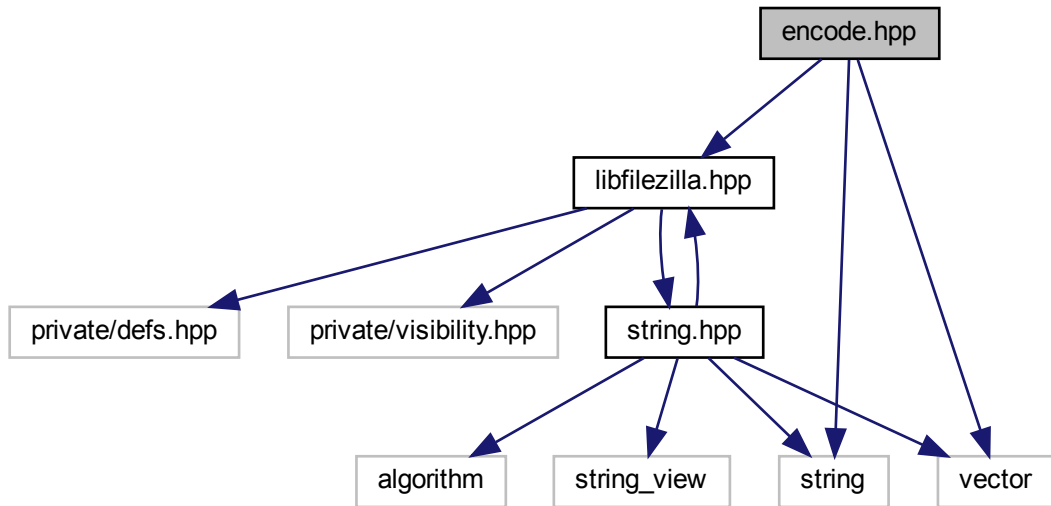 encode.hpp
libfilezilla.hpp
private/defs.hpp
private/visibility.hpp
string.hpp
algorithm
string_view
string
vector